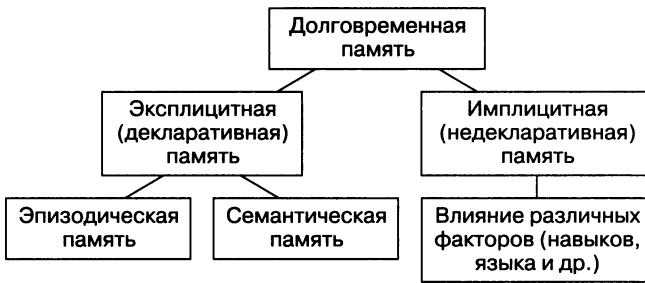 Долговременная
память
Эксплицитная
(декларативная)
память
Имплицитная
(недекларативная)
память
Эпизодическая
память
Семантическая
память
Влияние различных
факторов (навыков,
языка и др.)